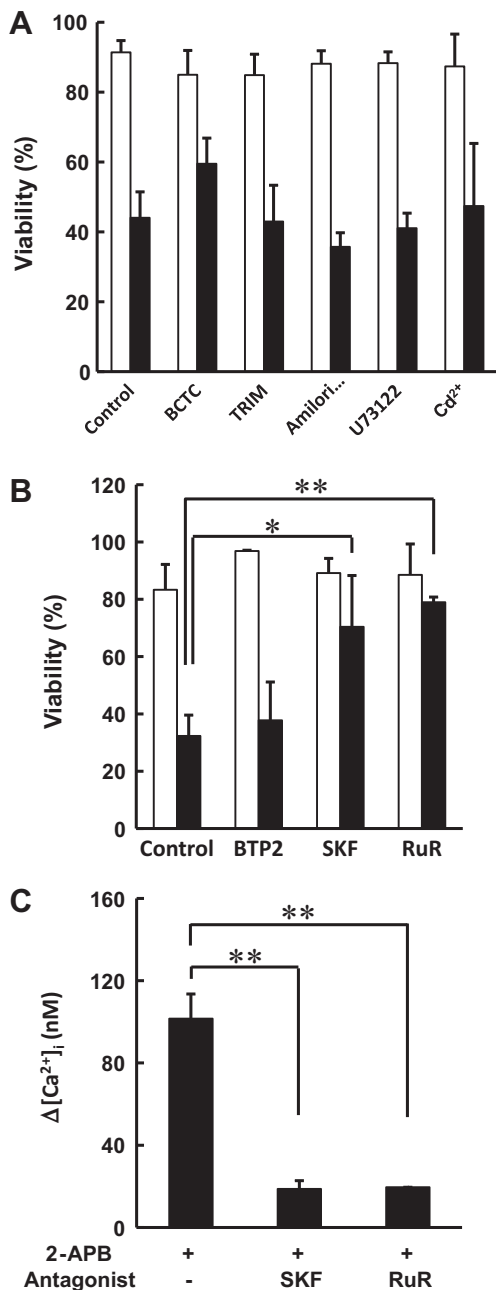 A
Viability (%)
100
80
60
40
20
0
Control
BCTC
TRIM
Amilori...
U73122
Cd²⁺
B
Viability (%)
120
100
80
60
40
20
0
**
*
Control BTP2 SKF RuR
C
Δ[Ca²⁺]ᵢ (nM)
160
120
80
40
0
**
**
2-APB + + +
Antagonist - SKF RuR